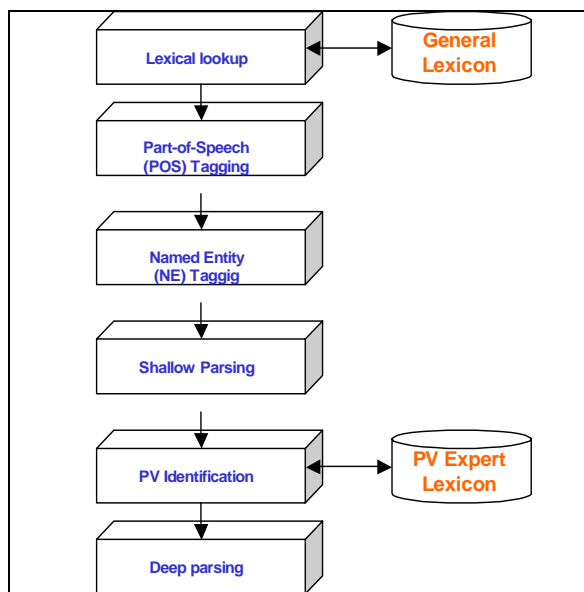 Lexical lookup
General
Lexicon
Part-of-Speech
(POS) Tagging
Named Entity
(NE) Taggig
Shallow Parsing
PV Identification
PV Expert
Lexicon
Deep parsing